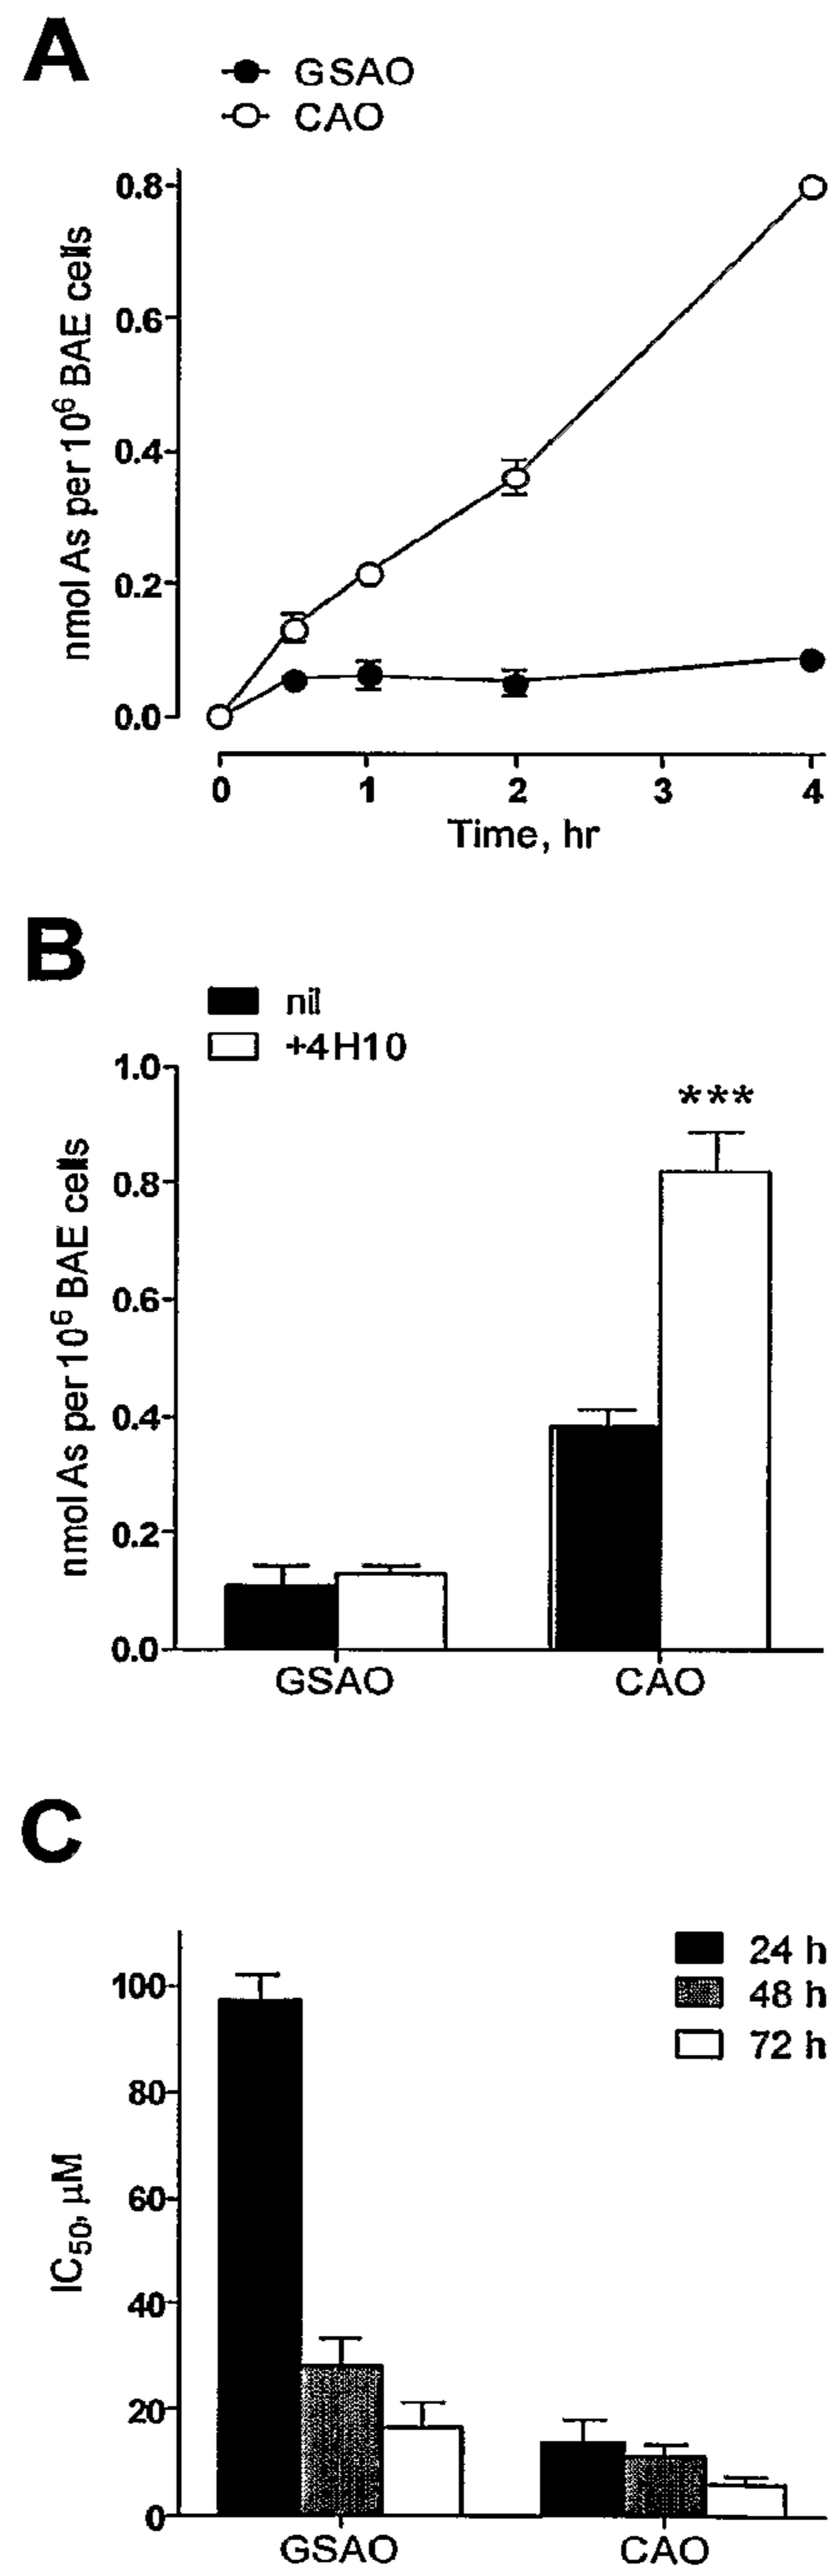 A
GSAO
CAO
0.8
0.6
0.4
0.2
0.0
nmol As per 10⁶ BAE cells
0 1 2 3 4
Time, hr
B
nil
+4H10
1.0
0.8
0.6
0.4
0.2
0.0
nmol As per 10⁶ BAE cells
***
GSAO CAO
C
24 h
48 h
72 h
100
80
60
40
20
0
IC₅₀, µM
GSAO CAO